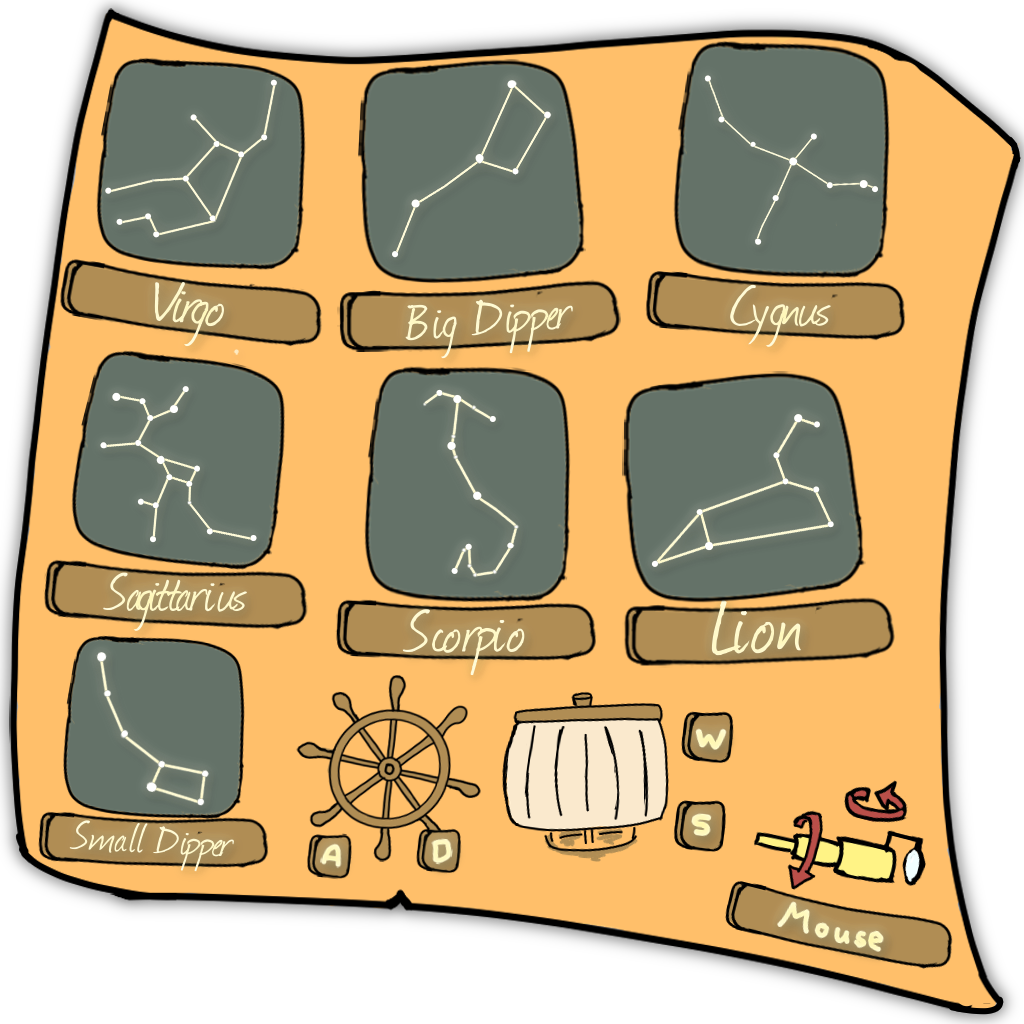 Virgo
Big Dipper
Cygnus
Sagittarius
Scorpio
Lion
Small Dipper
A
D
W
S
Mouse